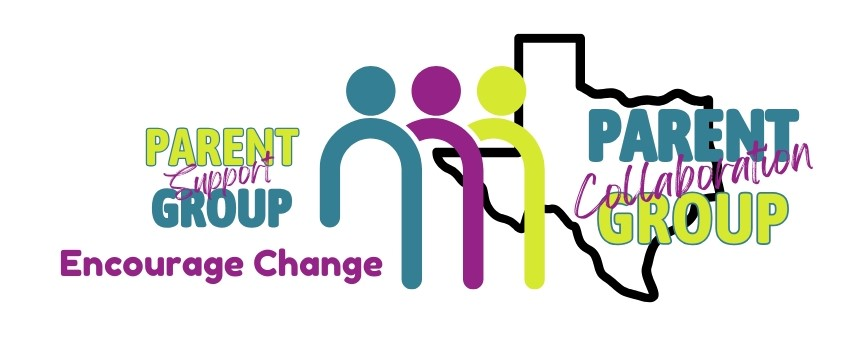 PARENT
Support
GROUP
Encourage Change
PARENT
Collaboration
GROUP